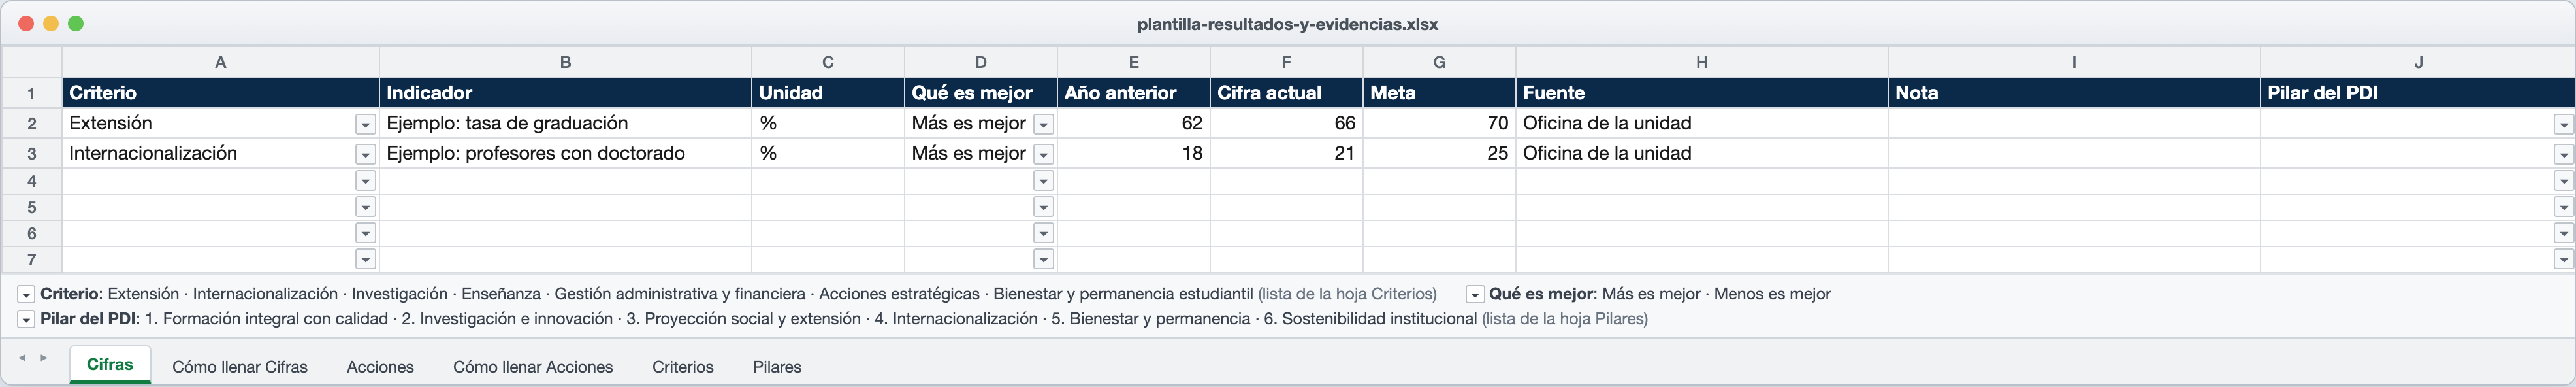 plantilla-resultados-y-evidencias.xlsx
A B C D E F G H I J
1 Criterio Indicador Unidad Qué es mejor Año anterior Cifra actual Meta Fuente Nota Pilar del PDI
2 Extensión Ejemplo: tasa de graduación % Más es mejor 62 66 70 Oficina de la unidad
3 Internacionalización Ejemplo: profesores con doctorado % Más es mejor 18 21 25 Oficina de la unidad
4
5
6
7
Criterio: Extensión · Internacionalización · Investigación · Enseñanza · Gestión administrativa y financiera · Acciones estratégicas · Bienestar y permanencia estudiantil (lista de la hoja Criterios) Qué es mejor: Más es mejor · Menos es mejor
Pilar del PDI: 1. Formación integral con calidad · 2. Investigación e innovación · 3. Proyección social y extensión · 4. Internacionalización · 5. Bienestar y permanencia · 6. Sostenibilidad institucional (lista de la hoja Pilares)
Cifras Cómo llenar Cifras Acciones Cómo llenar Acciones Criterios Pilares